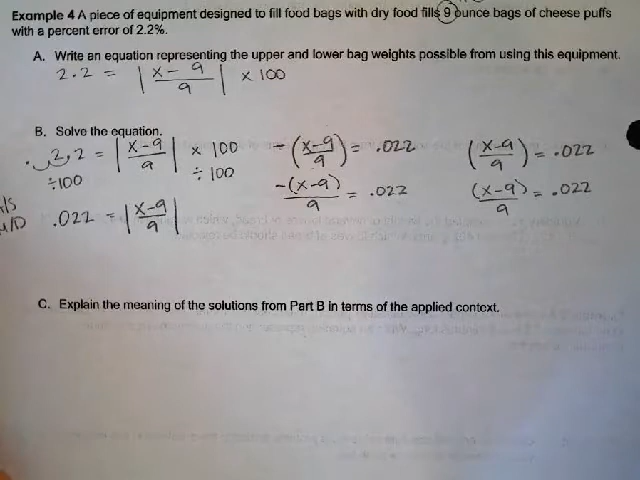 Example 4 A piece of equipment designed to fill food bags with dry food fills 9 ounce bags of cheese puffs
with a percent error of 2.2%.
A. Write an equation representing the upper and lower bag weights possible from using this equipment.
2.2 = |x-9/9| x 100
B. Solve the equation.
.2.2 = |x-9/9| x 100
÷100 ÷100
.022 = |x-9/9|
-(x-9/9) = .022
-(x-9)/9 = .022
(x-9/9) = .022
(x-9)/9 = .022
C. Explain the meaning of the solutions from Part B in terms of the applied context.